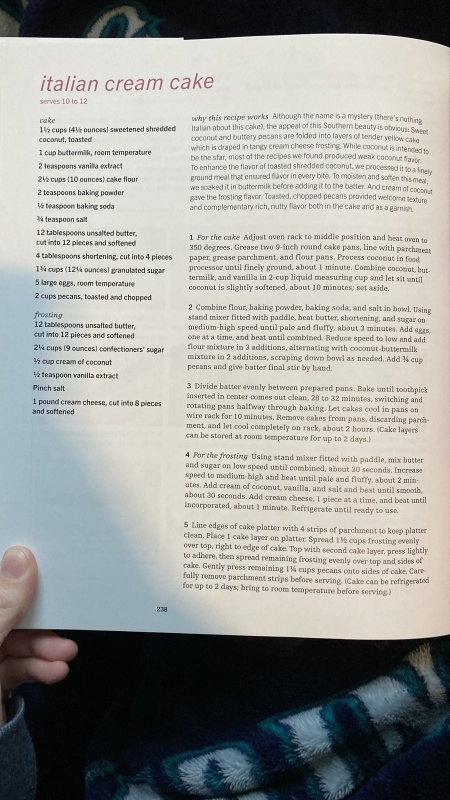 italian cream cake
serves 10 to 12
cake
1½ cups (4½ ounces) sweetened shredded
coconut, toasted
1 cup buttermilk, room temperature
2 teaspoons vanilla extract
2½ cups (10 ounces) cake flour
2 teaspoons baking powder
½ teaspoon baking soda
¾ teaspoon salt
12 tablespoons unsalted butter,
cut into 12 pieces and softened
4 tablespoons shortening, cut into 4 pieces
1¾ cups (12¼ ounces) granulated sugar
5 large eggs, room temperature
2 cups pecans, toasted and chopped
frosting
12 tablespoons unsalted butter,
cut into 12 pieces and softened
2¼ cups (9 ounces) confectioners' sugar
½ cup cream of coconut
½ teaspoon vanilla extract
Pinch salt
1 pound cream cheese, cut into 8 pieces
and softened
why this recipe works Although the name is a mystery (there's nothing
Italian about this cake), the appeal of this Southern beauty is obvious: Sweet
coconut and buttery pecans are folded into layers of tender yellow cake,
which is draped in tangy cream cheese frosting. While coconut is intended to
be the star, most of the recipes we found produced weak coconut flavor.
To enhance the flavor of toasted shredded coconut, we processed it to a finely
ground meal that ensured flavor in every bite. To moisten and soften this meal,
we soaked it in buttermilk before adding it to the batter. And cream of coconut
gave the frosting flavor. Toasted, chopped pecans provided welcome texture
and complementary rich, nutty flavor both in the cake and as a garnish.
1 For the cake Adjust oven rack to middle position and heat oven to
350 degrees. Grease two 9-inch round cake pans, line with parchment
paper, grease parchment, and flour pans. Process coconut in food
processor until finely ground, about 1 minute. Combine coconut, but-
termilk, and vanilla in 2-cup liquid measuring cup and let sit until
coconut is slightly softened, about 10 minutes; set aside.
2 Combine flour, baking powder, baking soda, and salt in bowl. Using
stand mixer fitted with paddle, beat butter, shortening, and sugar on
medium-high speed until pale and fluffy, about 3 minutes. Add eggs,
one at a time, and beat until combined. Reduce speed to low and add
flour mixture in 3 additions, alternating with coconut-buttermilk
mixture in 2 additions, scraping down bowl as needed. Add ¾ cup
pecans and give batter final stir by hand.
3 Divide batter evenly between prepared pans. Bake until toothpick
inserted in center comes out clean, 28 to 32 minutes, switching and
rotating pans halfway through baking. Let cakes cool in pans on
wire rack for 10 minutes. Remove cakes from pans, discarding parch-
ment, and let cool completely on rack, about 2 hours. (Cake layers
can be stored at room temperature for up to 2 days.)
4 For the frosting Using stand mixer fitted with paddle, mix butter
and sugar on low speed until combined, about 30 seconds. Increase
speed to medium-high and beat until pale and fluffy, about 2 min-
utes. Add cream of coconut, vanilla, and salt and beat until smooth,
about 30 seconds. Add cream cheese, 1 piece at a time, and beat until
incorporated, about 1 minute. Refrigerate until ready to use.
5 Line edges of cake platter with 4 strips of parchment to keep platter
clean. Place 1 cake layer on platter. Spread 1½ cups frosting evenly
over top, right to edge of cake. Top with second cake layer, press lightly
to adhere, then spread remaining frosting evenly over top and sides of
cake. Gently press remaining 1¼ cups pecans onto sides of cake. Care-
fully remove parchment strips before serving. (Cake can be refrigerated
for up to 2 days; bring to room temperature before serving.)
238